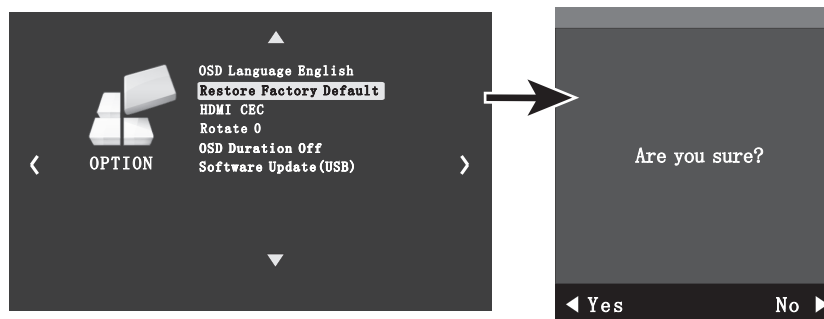 OPTION
OSD Language English
Restore Factory Default
HDMI CEC
Rotate 0
OSD Duration Off
Software Update(USB)
Are you sure?
Yes No